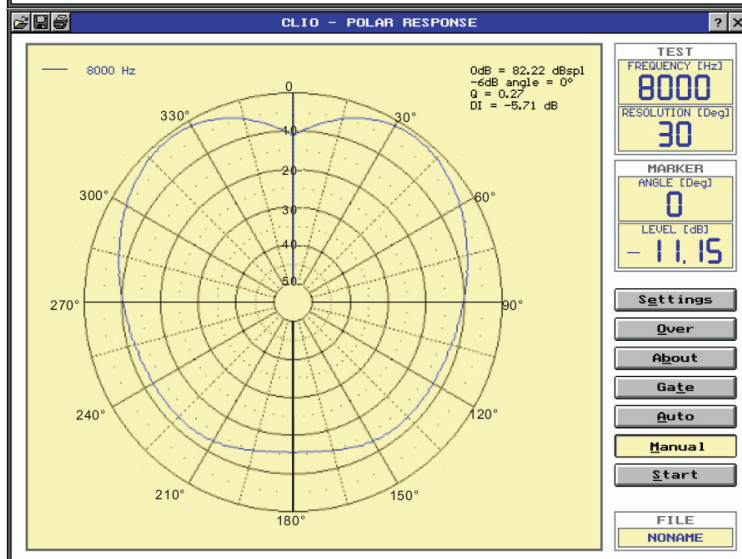 CLIO - POLAR RESPONSE
? X
8000 Hz
0dB = 82.22 dBspl
-6dB angle = 0°
Q = 0.27
DI = -5.71 dB
0
330°
30°
10
20
300°
60°
30
40
50
270°
90°
240°
120°
210°
150°
180°
TEST
FREQUENCY [Hz]
8000
RESOLUTION [Deg]
30
MARKER
ANGLE [Deg]
0
LEVEL [dB]
-11.15
Settings
Over
About
Gate
Auto
Manual
Start
FILE
NONAME